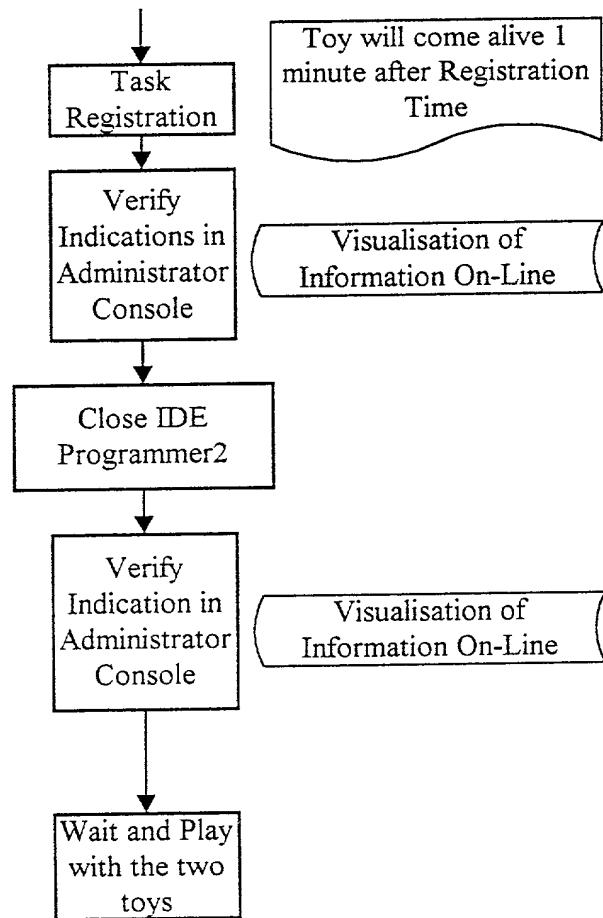 Task
Registration
Toy will come alive 1
minute after Registration
Time
Verify
Indications in
Administrator
Console
Visualisation of
Information On-Line
Close IDE
Programmer2
Verify
Indication in
Administrator
Console
Visualisation of
Information On-Line
Wait and Play
with the two
toys